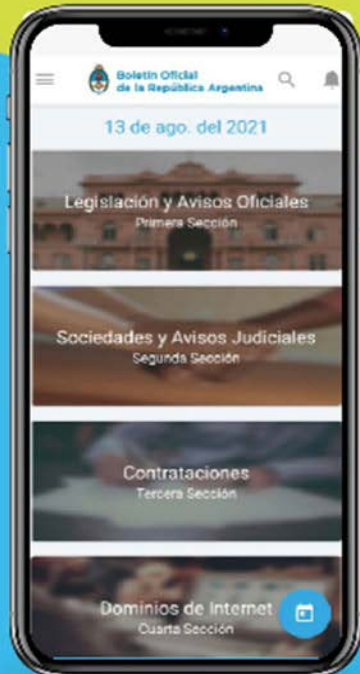 Boletín Oficial
de la República Argentina
13 de ago. del 2021
Legislación y Avisos Oficiales
Primera Sección
Sociedades y Avisos Judiciales
Segunda Sección
Contrataciones
Tercera Sección
Dominios de Internet
Cuarta Sección